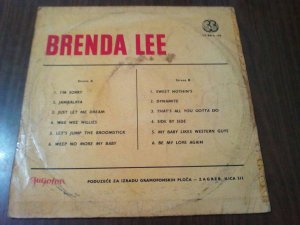 BRENDA LEE
Strana A
1. I'M SORRY
2. JAMBALAYA
3. JUST LET ME DREAM
4. WEE WEE WILLIES
5. LET'S JUMP THE BROOMSTICK
6. WEEP NO MORE MY BABY
Strana B
1. SWEET NOTHIN'S
2. DYNAMITE
3. THAT'S ALL YOU GOTTA DO
4. SIDE BY SIDE
5. MY BABY LIKES WESTERN GUYS
6. BE MY LOVE AGAIN
Jugoton
PODUZEĆE ZA IZRADU GRAMOFONSKIH PLOČA — ZAGREB, ILICA